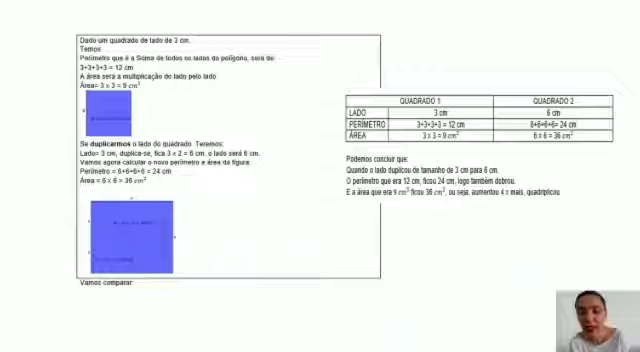 Dado um quadrado de lado de 3 cm.
Temos
Perímetro que é a Soma de todos os lados do polígono, será de
3+3+3+3 = 12 cm
A área será a multiplicação do lado pelo lado
Área= 3 x 3 = 9 cm²
Se duplicarmos o lado do quadrado Teremos:
Lado= 3 cm, duplica-se, fica 3 x 2 = 6 cm, o lado será 6 cm.
Vamos agora calcular o novo perímetro e área da figura:
Perímetro = 6+6+6+6 = 24 cm
Área = 6 x 6 = 36 cm²
Vamos comparar
QUADRADO 1 QUADRADO 2
LADO 3 cm 6 cm
PERÍMETRO 3+3+3+3 = 12 cm 6+6+6+6= 24 cm
ÁREA 3 x 3 = 9 cm² 6 x 6 = 36 cm²
Podemos concluir que:
Quando o lado duplicou de tamanho de 3 cm para 6 cm.
O perímetro que era 12 cm, ficou 24 cm, logo também dobrou.
E a área que era 9 cm² ficou 36 cm², ou seja, aumentou 4 x mais, quadriplicou